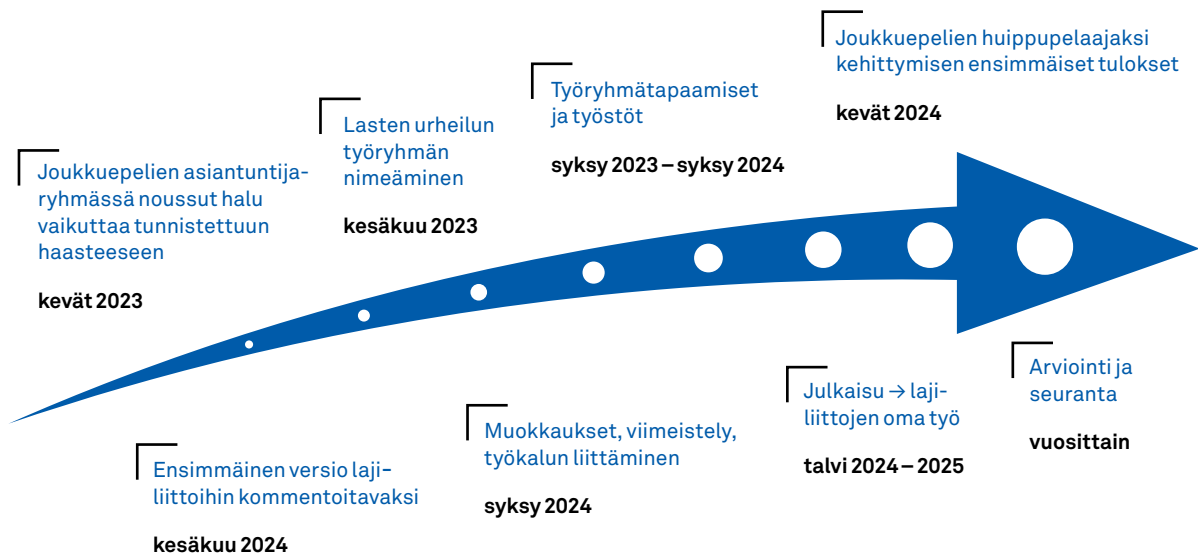 Joukkuepelien asiantuntija-
ryhmässä noussut halu
vaikuttaa tunnistettuun
haasteeseen
kevät 2023
Lasten urheilun
työryhmän
nimeäminen
kesäkuu 2023
Työryhmätapaamiset
ja työstöt
syksy 2023 – syksy 2024
Joukkuepelien huippupelaajaksi
kehittymisen ensimmäiset tulokset
kevät 2024
Ensimmäinen versio laji-
liittoihin kommentoitavaksi
kesäkuu 2024
Muokkaukset, viimeistely,
työkalun liittäminen
syksy 2024
Julkaisu → laji-
liittojen oma työ
talvi 2024 – 2025
Arviointi ja
seuranta
vuosittain